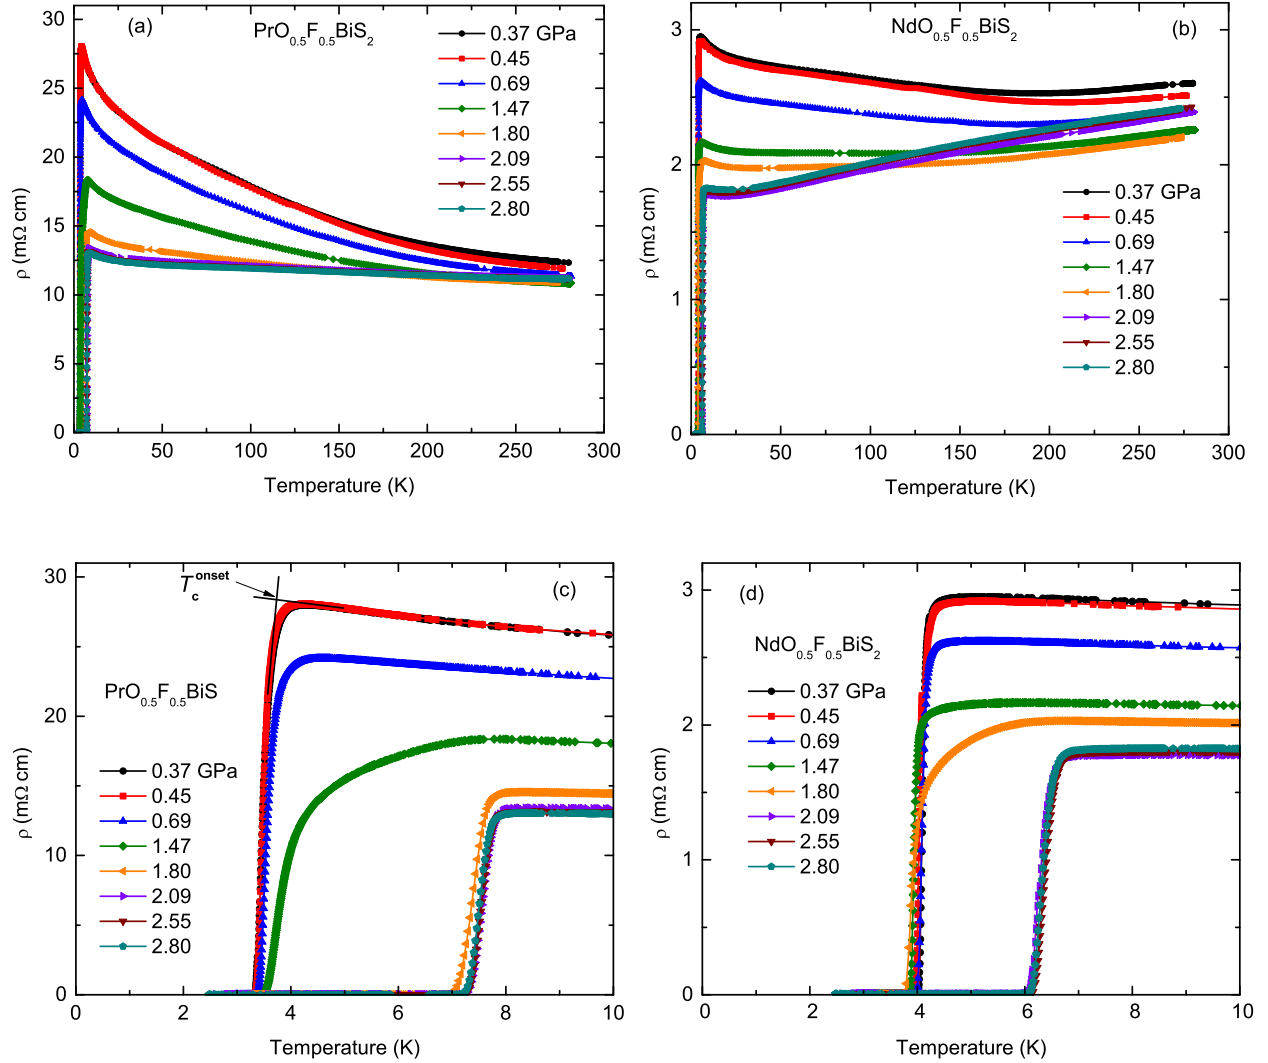 (a)
PrO0.5F0.5BiS2
0.37 GPa
0.45
0.69
1.47
1.80
2.09
2.55
2.80
30
25
20
15
10
5
0
ρ (mΩ cm)
0 50 100 150 200 250 300
Temperature (K)
(b)
NdO0.5F0.5BiS2
0.37 GPa
0.45
0.69
1.47
1.80
2.09
2.55
2.80
3
2
1
0
ρ (mΩ cm)
0 50 100 150 200 250 300
Temperature (K)
(c)
Tc onset
PrO0.5F0.5BiS
0.37 GPa
0.45
0.69
1.47
1.80
2.09
2.55
2.80
30
20
10
0
ρ (mΩ cm)
0 2 4 6 8 10
Temperature (K)
(d)
NdO0.5F0.5BiS2
0.37 GPa
0.45
0.69
1.47
1.80
2.09
2.55
2.80
3
2
1
0
ρ (mΩ cm)
0 2 4 6 8 10
Temperature (K)